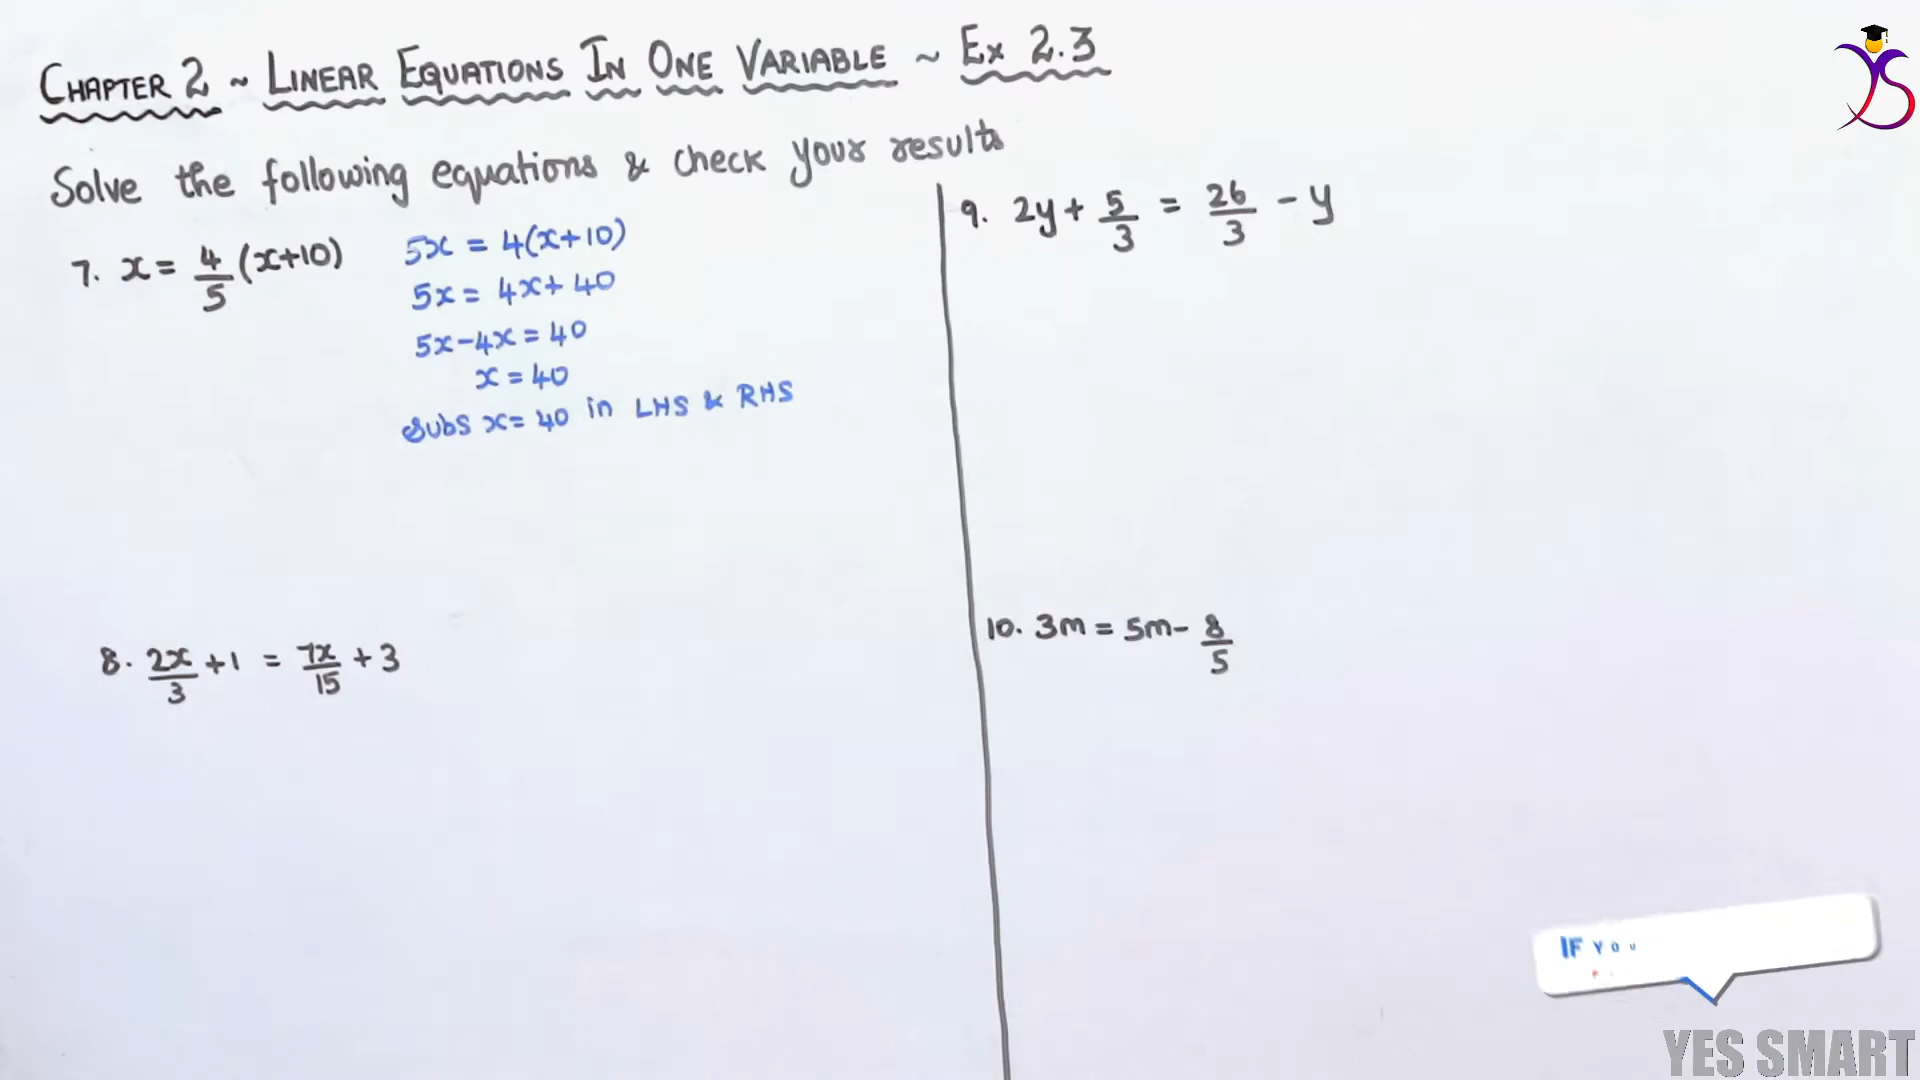 CHAPTER 2 ~ LINEAR EQUATIONS IN ONE VARIABLE ~ Ex 2.3
Solve the following equations & check your results
7. x = 4/5 (x+10)
5x = 4(x+10)
5x = 4x + 40
5x - 4x = 40
x = 40
Subs x = 40 in LHS & RHS
8. 2x/3 + 1 = 7x/15 + 3
9. 2y + 5/3 = 26/3 - y
10. 3m = 5m - 8/5
IF YOU
YES SMART